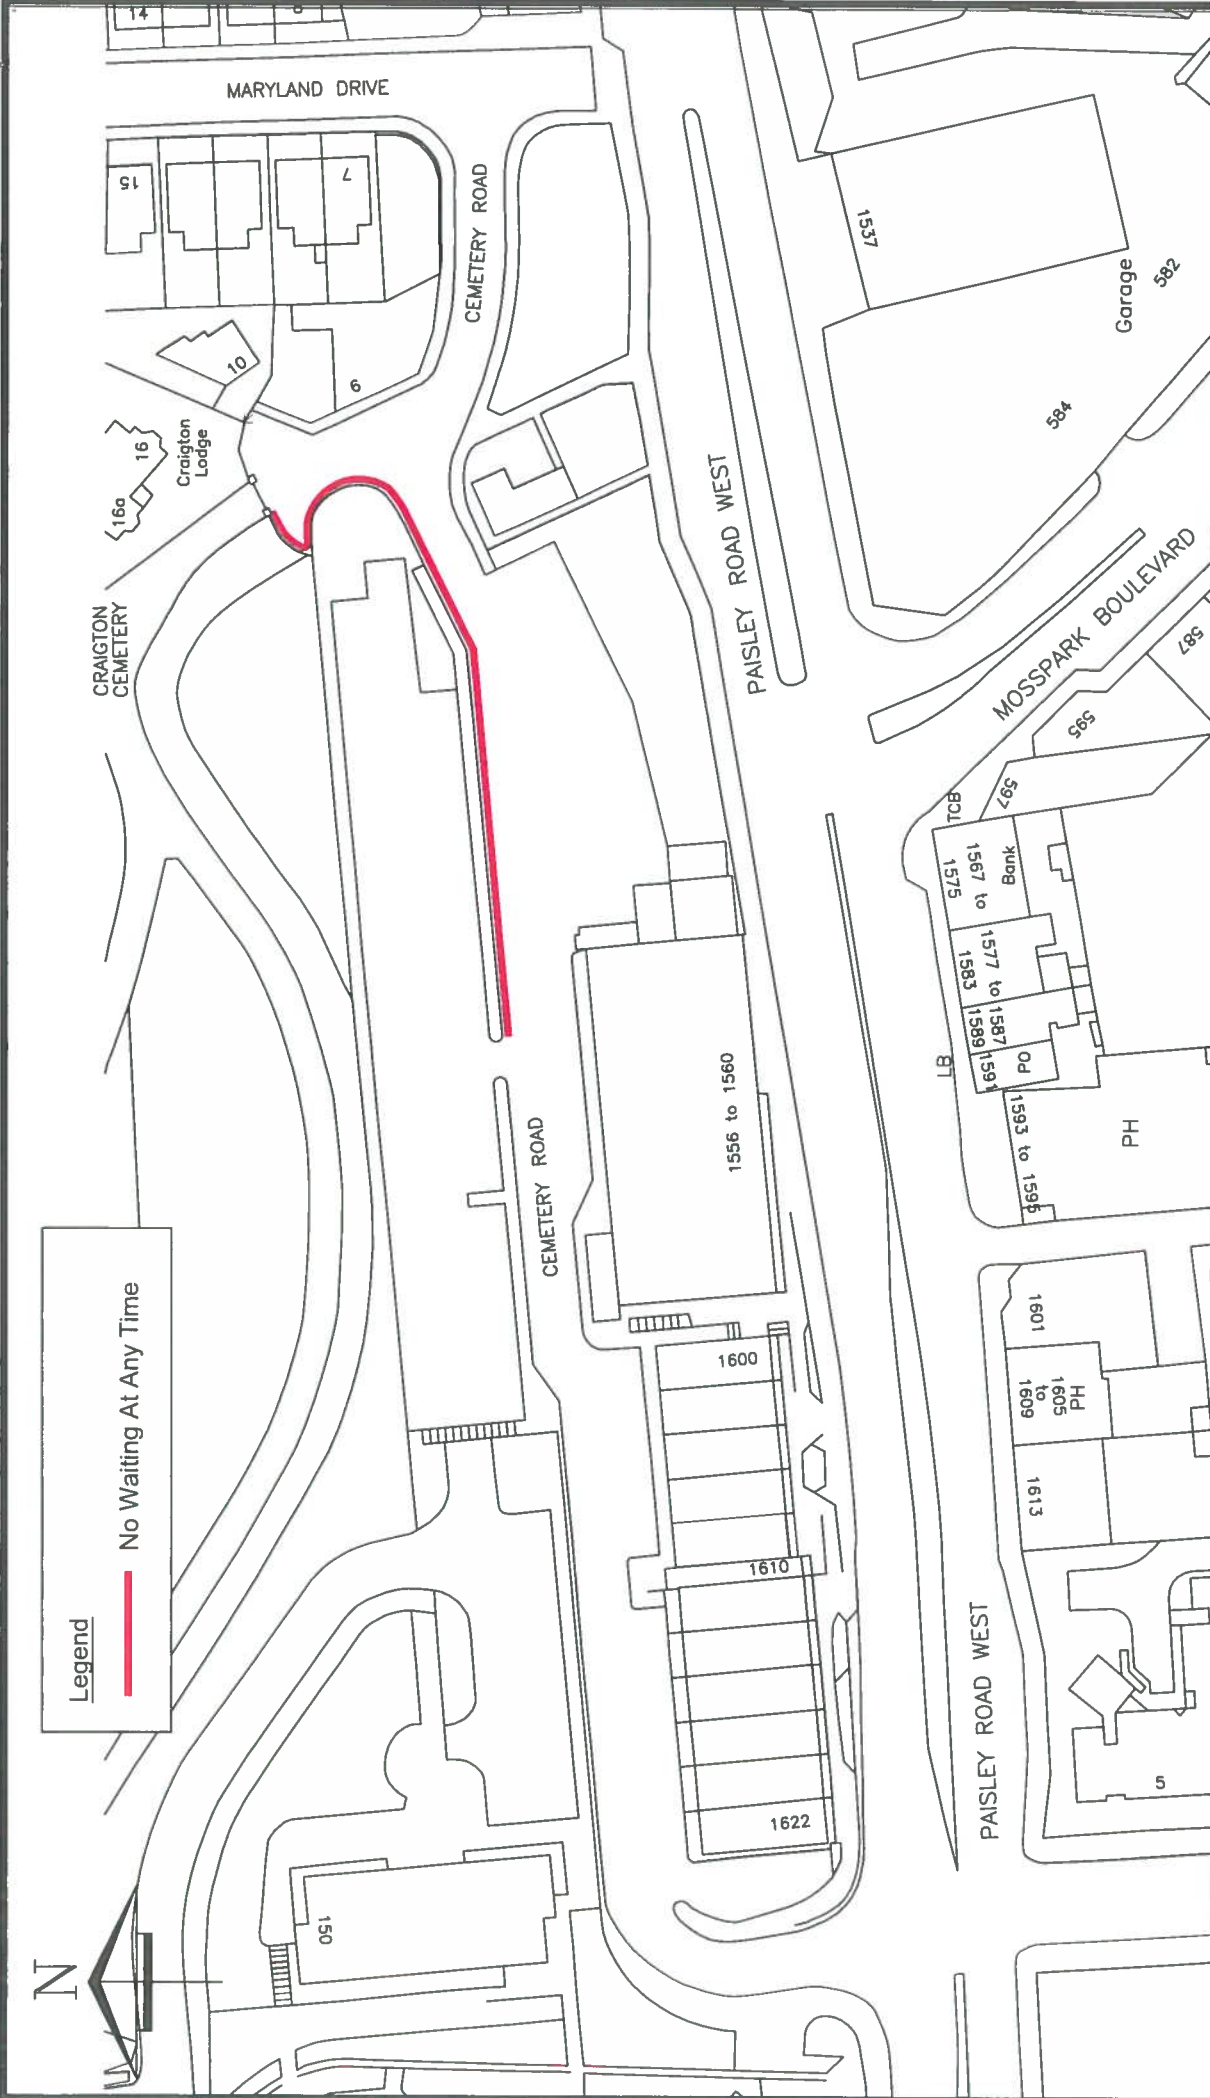 14
8
MARYLAND DRIVE
15
7
CEMETERY ROAD
10
6
16
16a
Craigton
Lodge
CRAIGTON
CEMETERY
1537
Garage
582
584
PAISLEY ROAD WEST
MOSSPARK BOULEVARD
587
595
597
TCB
1567 to
1575
Bank
1577 to
1583
1587
1589
1591
PO
LB
1593 to 1595
PH
1556 to 1560
CEMETERY ROAD
1600
1601
PH
1605
to
1609
1613
1610
1622
PAISLEY ROAD WEST
5
150
Legend
No Waiting At Any Time
N